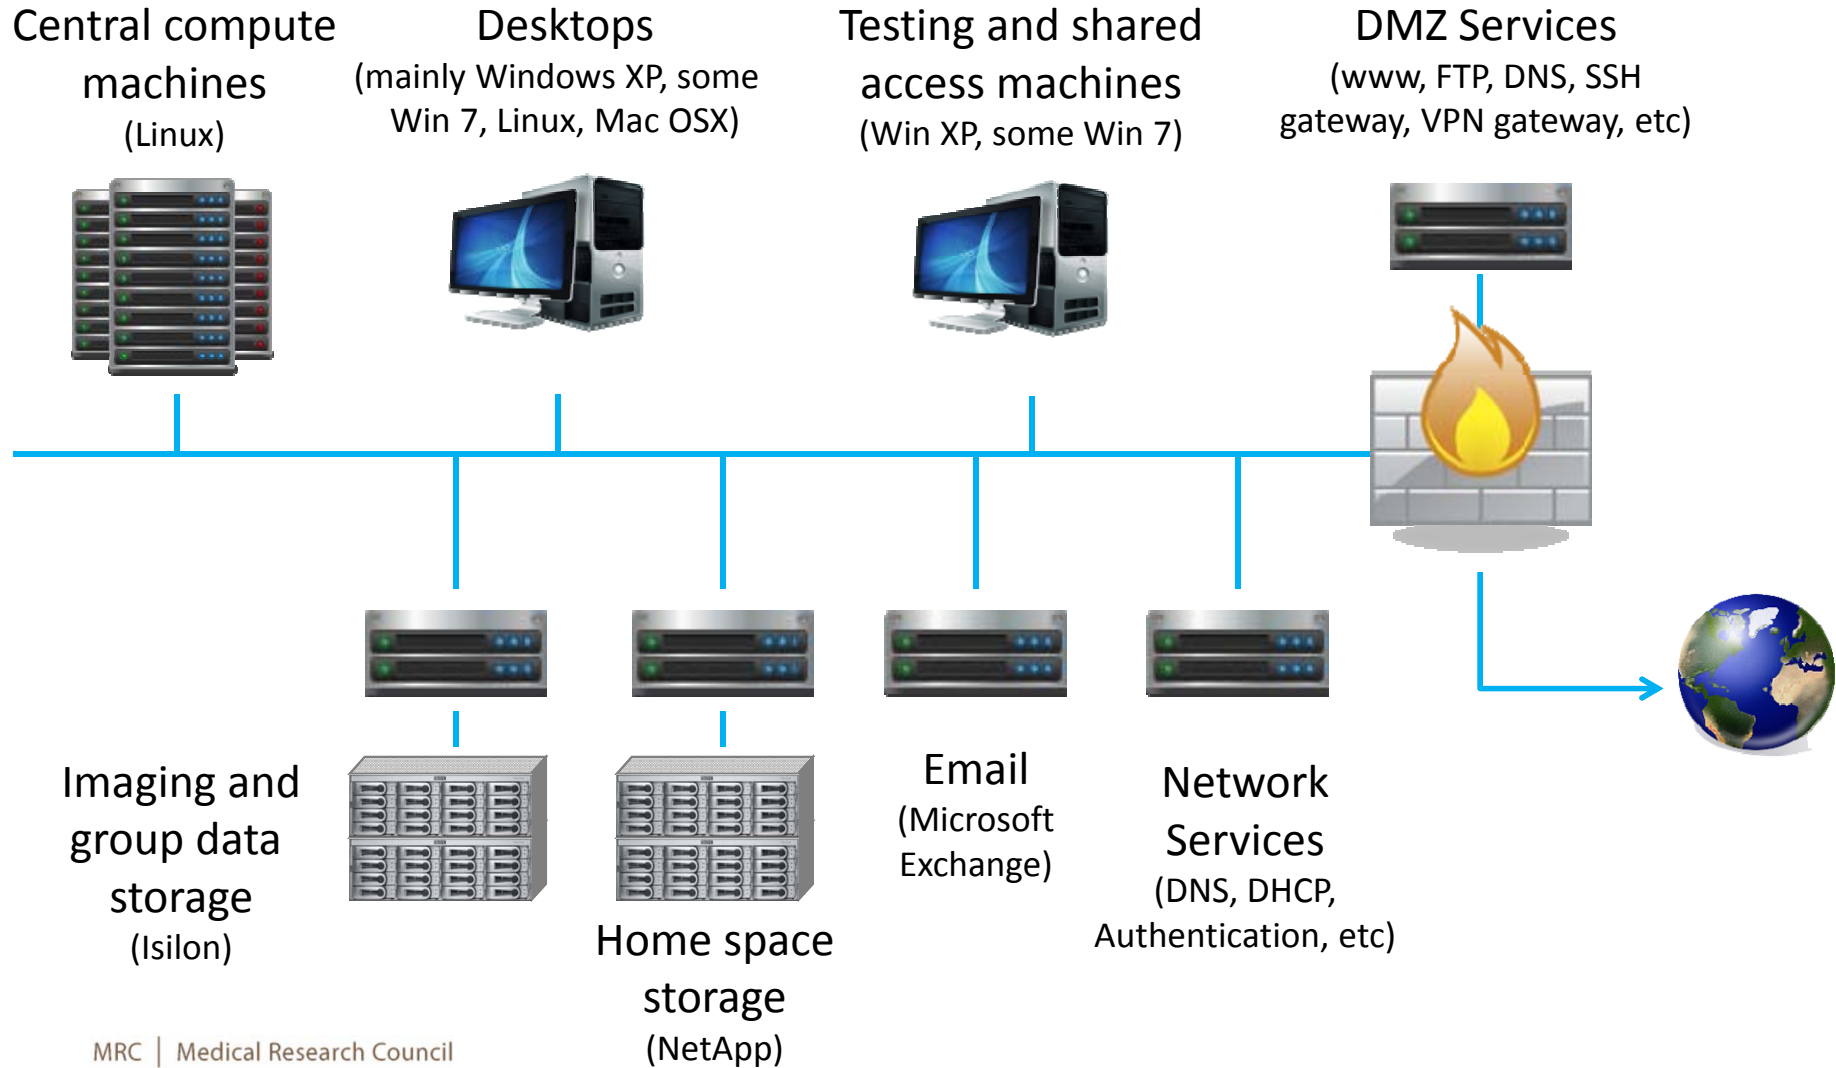 Central compute
machines
(Linux)
Desktops
(mainly Windows XP, some
Win 7, Linux, Mac OSX)
Testing and shared
access machines
(Win XP, some Win 7)
DMZ Services
(www, FTP, DNS, SSH
gateway, VPN gateway, etc)
Imaging and
group data
storage
(Isilon)
Home space
storage
(NetApp)
Email
(Microsoft
Exchange)
Network
Services
(DNS, DHCP,
Authentication, etc)
MRC | Medical Research Council